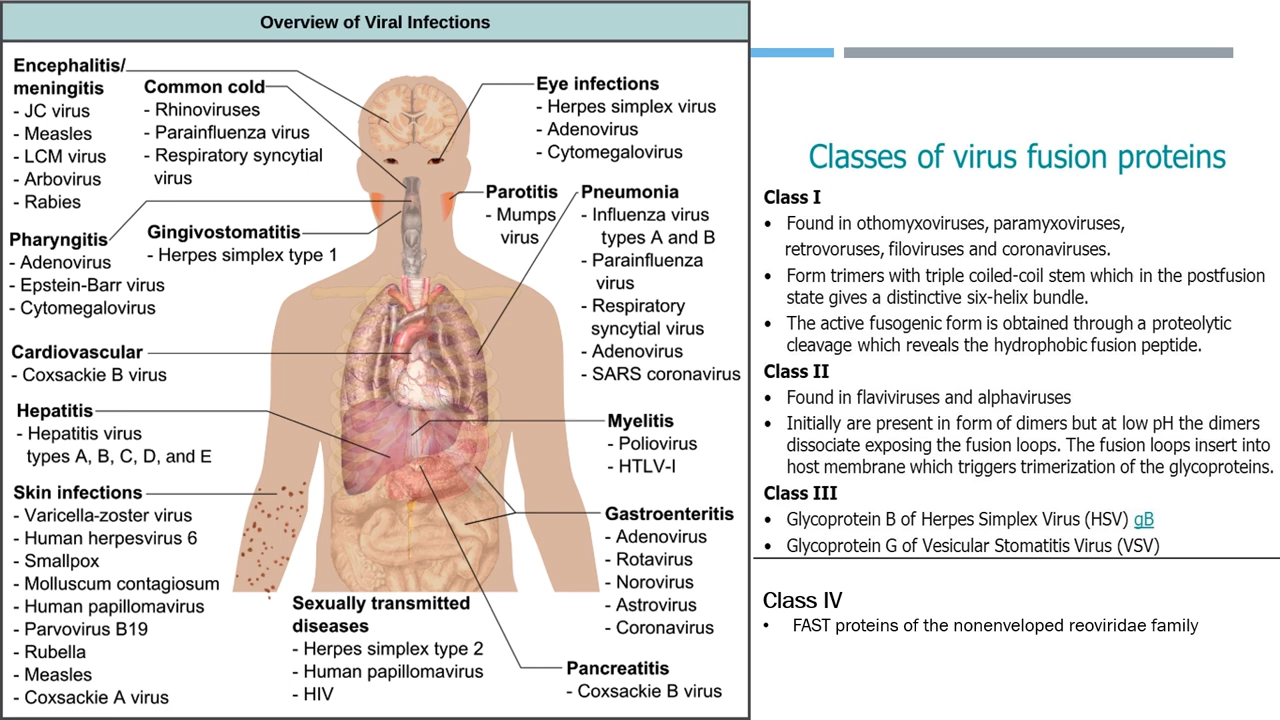 Overview of Viral Infections
Encephalitis/
meningitis
- JC virus
- Measles
- LCM virus
- Arbovirus
- Rabies
Common cold
- Rhinoviruses
- Parainfluenza virus
- Respiratory syncytial
virus
Eye infections
- Herpes simplex virus
- Adenovirus
- Cytomegalovirus
Pharyngitis
- Adenovirus
- Epstein-Barr virus
- Cytomegalovirus
Gingivostomatitis
- Herpes simplex type 1
Parotitis
- Mumps
virus
Pneumonia
- Influenza virus
types A and B
- Parainfluenza
virus
- Respiratory
syncytial virus
- Adenovirus
- SARS coronavirus
Cardiovascular
- Coxsackie B virus
Hepatitis
- Hepatitis virus
types A, B, C, D, and E
Myelitis
- Poliovirus
- HTLV-I
Skin infections
- Varicella-zoster virus
- Human herpesvirus 6
- Smallpox
- Molluscum contagiosum
- Human papillomavirus
- Parvovirus B19
- Rubella
- Measles
- Coxsackie A virus
Gastroenteritis
- Adenovirus
- Rotavirus
- Norovirus
- Astrovirus
- Coronavirus
Sexually transmitted
diseases
- Herpes simplex type 2
- Human papillomavirus
- HIV
Pancreatitis
- Coxsackie B virus
Classes of virus fusion proteins
Class I
• Found in othomyxoviruses, paramyxoviruses,
retrovoruses, filoviruses and coronaviruses.
• Form trimers with triple coiled-coil stem which in the postfusion
state gives a distinctive six-helix bundle.
• The active fusogenic form is obtained through a proteolytic
cleavage which reveals the hydrophobic fusion peptide.
Class II
• Found in flaviviruses and alphaviruses
• Initially are present in form of dimers but at low pH the dimers
dissociate exposing the fusion loops. The fusion loops insert into
host membrane which triggers trimerization of the glycoproteins.
Class III
• Glycoprotein B of Herpes Simplex Virus (HSV) gB
• Glycoprotein G of Vesicular Stomatitis Virus (VSV)
Class IV
• FAST proteins of the nonenveloped reoviridae family